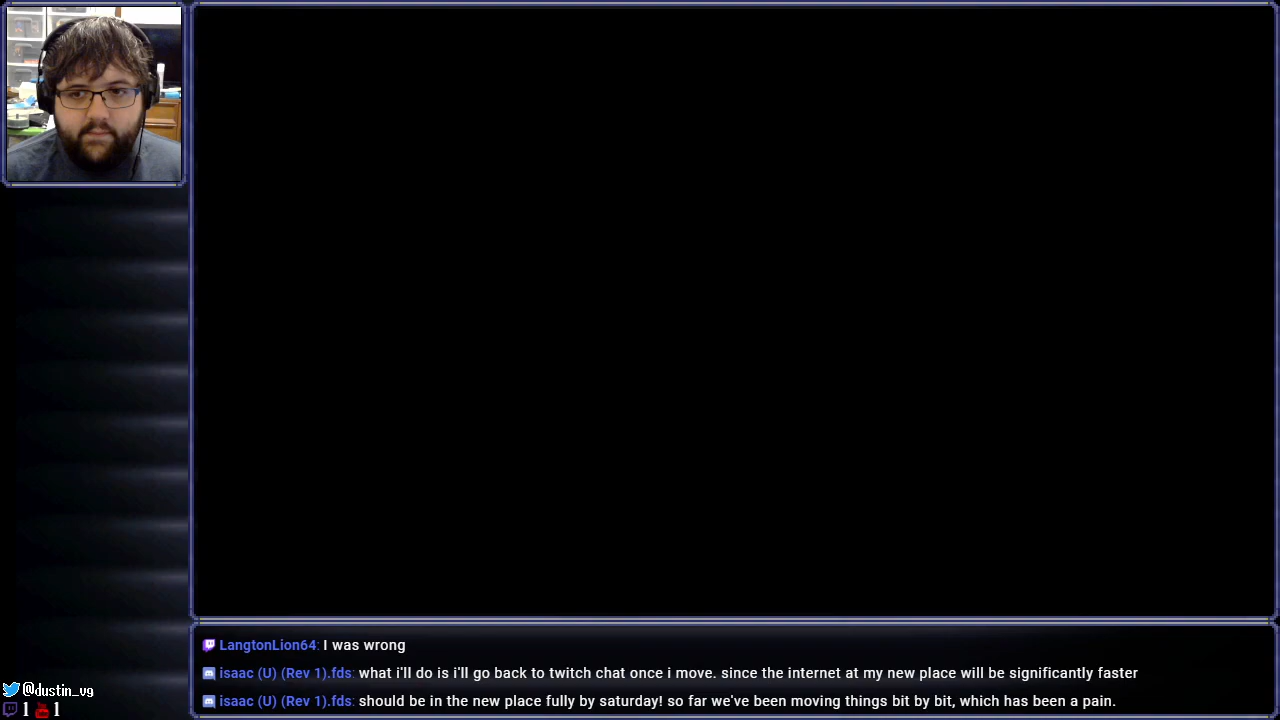 LangtonLion64: I was wrong
isaac (U) (Rev 1).fds: what i'll do is i'll go back to twitch chat once i move. since the internet at my new place will be significantly faster
isaac (U) (Rev 1).fds: should be in the new place fully by saturday! so far we've been moving things bit by bit, which has been a pain.
@dustin_vg
1 1